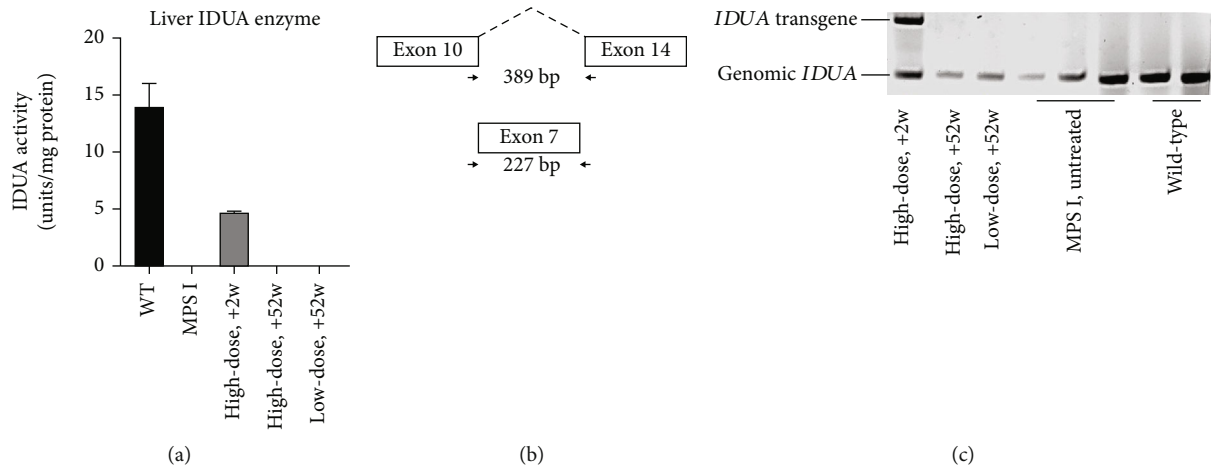 Liver IDUA enzyme
IDUA activity
(units/mg protein)
20
15
10
5
0
WT
MPS I
High-dose, +2w
High-dose, +52w
Low-dose, +52w
(a)
Exon 10
Exon 14
389 bp
Exon 7
227 bp
(b)
IDUA transgene
Genomic IDUA
High-dose, +2w
High-dose, +52w
Low-dose, +52w
MPS I, untreated
Wild-type
(c)